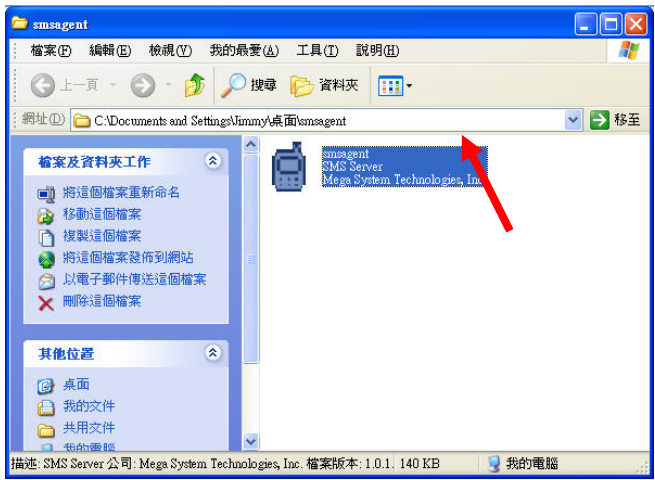 smsagent
檔案(F) 編輯(E) 檢視(V) 我的最愛(A) 工具(T) 說明(H)
上一頁 搜尋 資料夾
網址(D) C:\Documents and Settings\Jimmy\桌面\smsagent 移至
檔案及資料夾工作
將這個檔案重新命名
移動這個檔案
複製這個檔案
將這個檔案發佈到網站
以電子郵件傳送這個檔案
刪除這個檔案
其他位置
桌面
我的文件
共用文件
我的電腦
smsagent
SMS Server
Mega System Technologies, Inc
描述: SMS Server 公司: Mega System Technologies, Inc. 檔案版本: 1.0.1. 140 KB 我的電腦